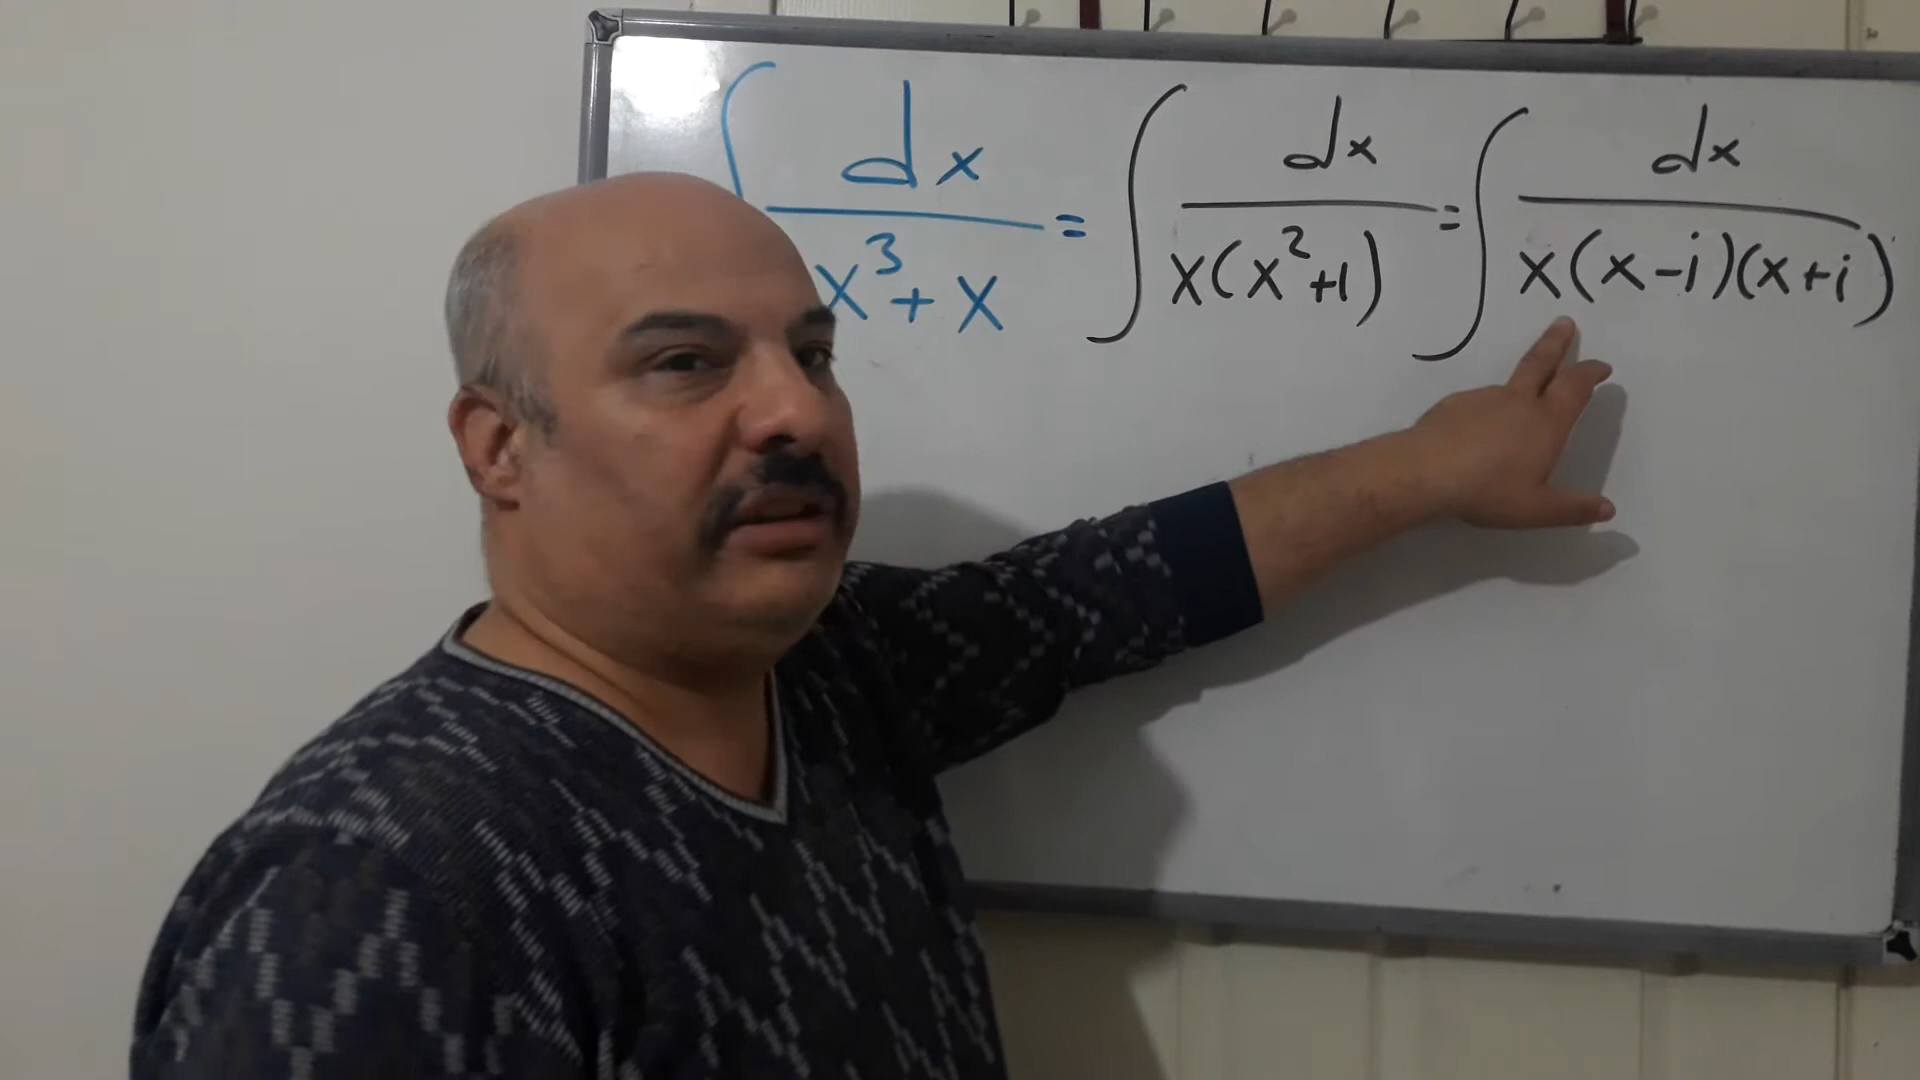 ∫ dx / (x³ + x) = ∫ dx / (x(x²+1)) = ∫ dx / (x(x-i)(x+i))